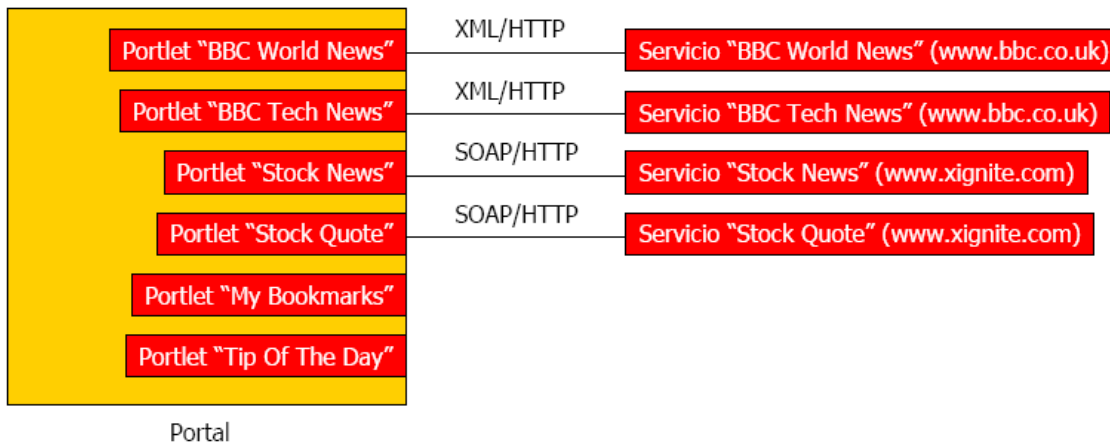 XML/HTTP
Portlet “BBC World News”
Servicio “BBC World News” (www.bbc.co.uk)
XML/HTTP
Portlet “BBC Tech News”
Servicio “BBC Tech News” (www.bbc.co.uk)
SOAP/HTTP
Portlet “Stock News”
Servicio “Stock News” (www.xignite.com)
SOAP/HTTP
Portlet “Stock Quote”
Servicio “Stock Quote” (www.xignite.com)
Portlet “My Bookmarks”
Portlet “Tip Of The Day”
Portal